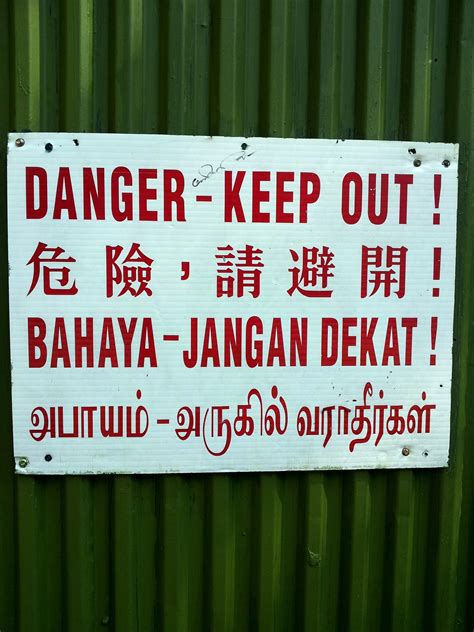 DANGER - KEEP OUT !
危險，請避開！
BAHAYA - JANGAN DEKAT !
அபாயம் - அருகில் வராதீர்கள்